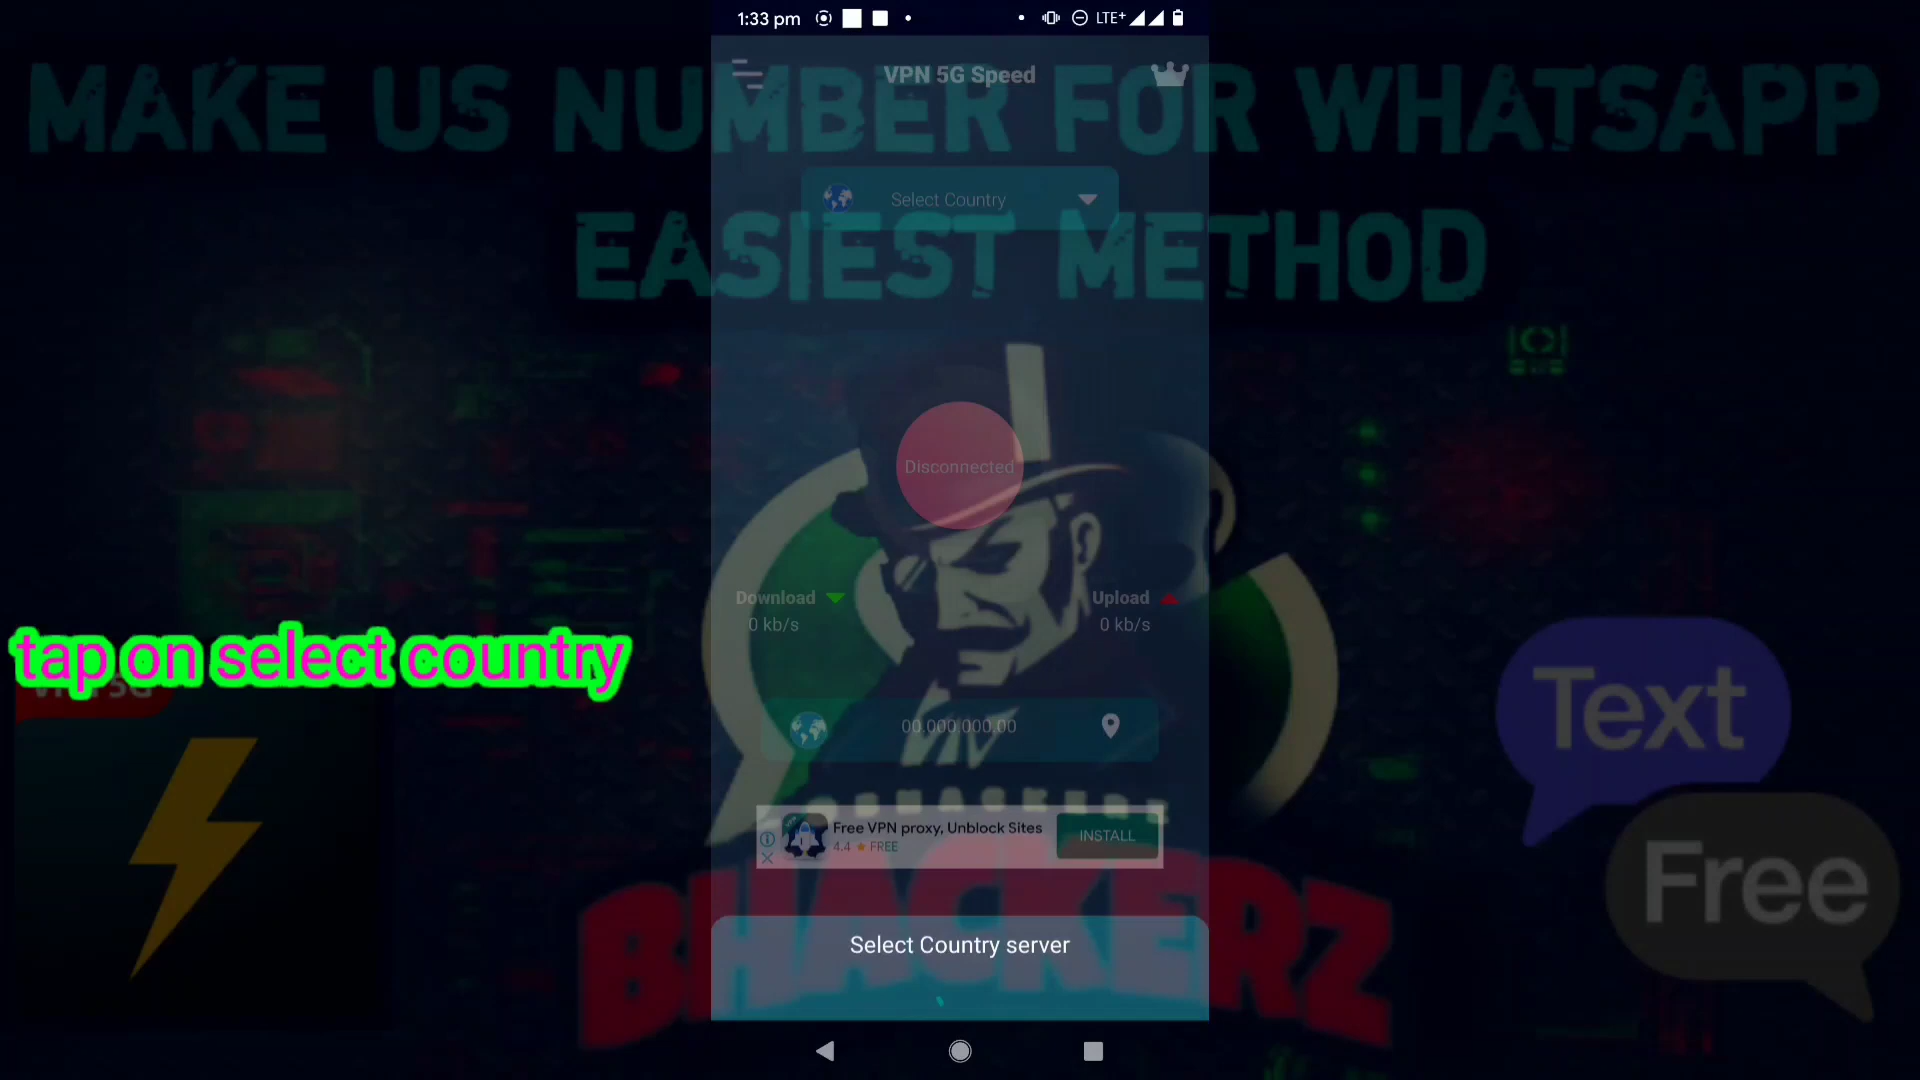 1:33 pm
LTE+
VPN 5G Speed
MAKE US NUMBER FOR WHATSAPP
Select Country
EASIEST METHOD
Disconnected
Download
Upload
0 kb/s
0 kb/s
tap on select country
Text
Free
00.000.000.00
Free VPN proxy, Unblock Sites
4.4 ★ FREE
INSTALL
BHACKERZ
Select Country server